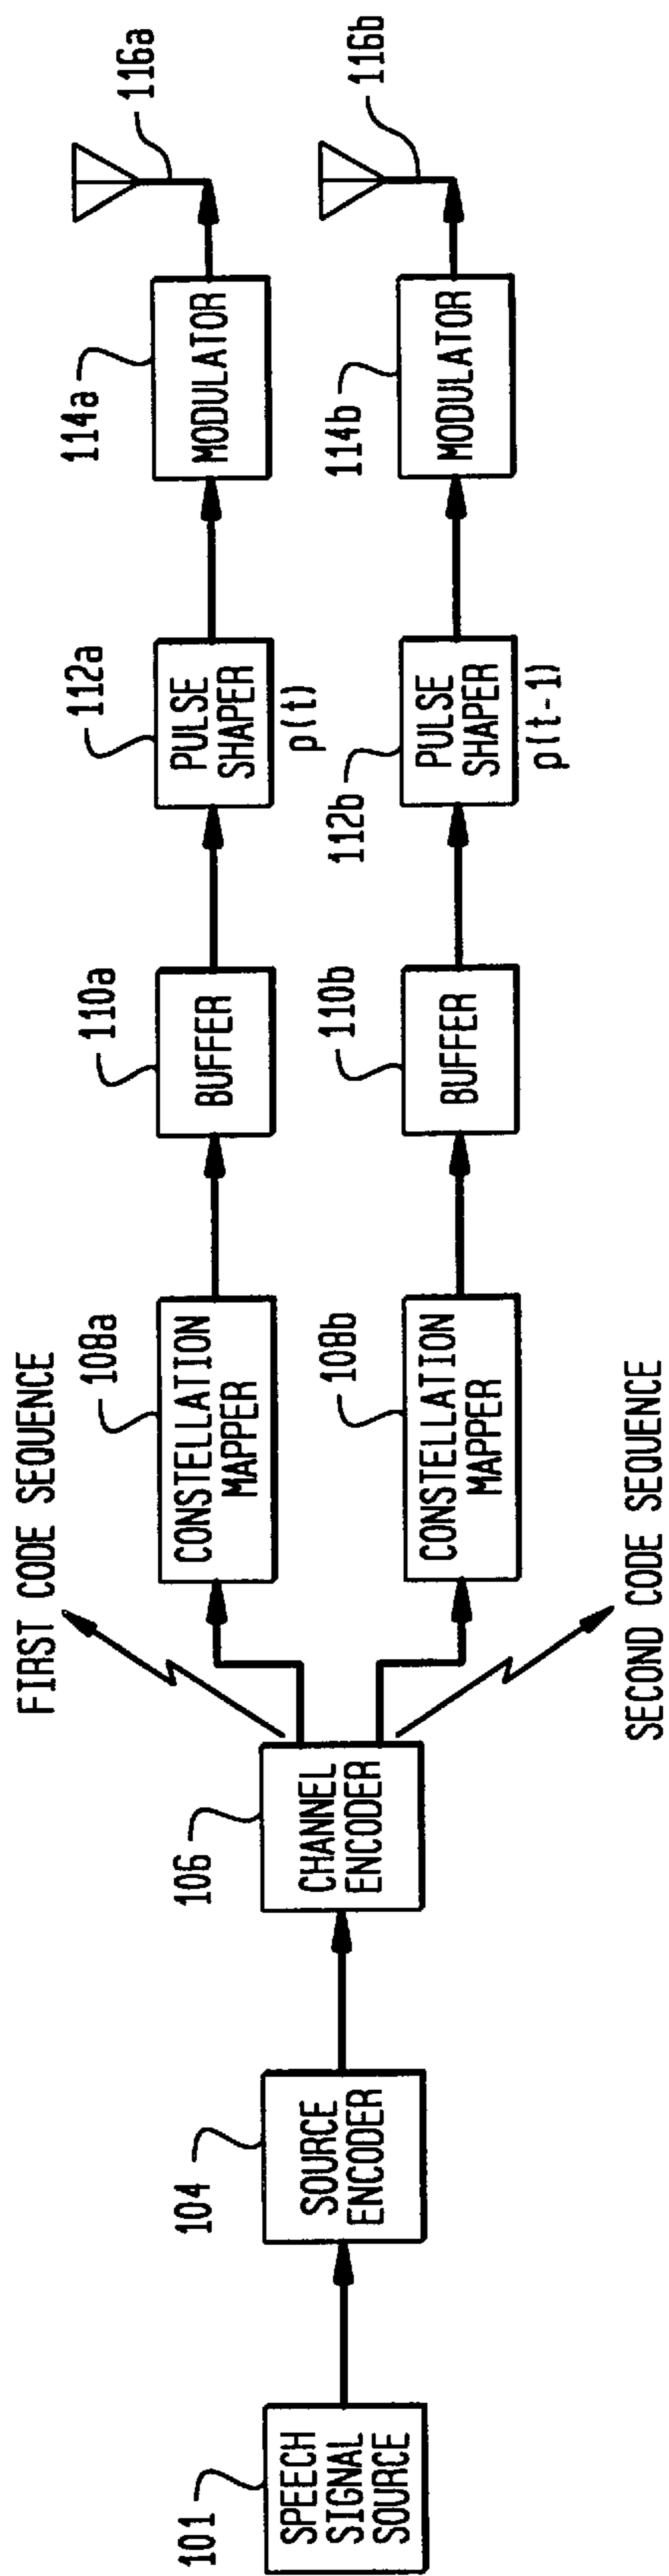 101
SPEECH
SIGNAL
SOURCE
104
SOURCE
ENCODER
106
CHANNEL
ENCODER
FIRST CODE SEQUENCE
108a
CONSTELLATION
MAPPER
110a
BUFFER
112a
PULSE
SHAPER
p(t)
114a
MODULATOR
116a
SECOND CODE SEQUENCE
108b
CONSTELLATION
MAPPER
110b
BUFFER
112b
PULSE
SHAPER
p(t-1)
114b
MODULATOR
116b